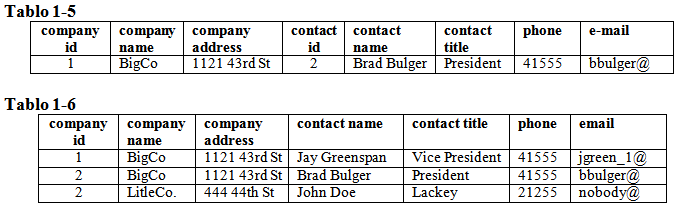 Tablo 1-5
company id company name company address contact id contact name contact title phone e-mail
1 BigCo 1121 43rd St 2 Brad Bulger President 41555 bbulger@
Tablo 1-6
company id company name company address contact name contact title phone email
1 BigCo 1121 43rd St Jay Greenspan Vice President 41555 jgreen_1@
2 BigCo 1121 43rd St Brad Bulger President 41555 bbulger@
2 LitleCo. 444 44th St John Doe Lackey 21255 nobody@